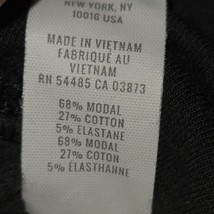 NEW YORK, NY
10016 USA
MADE IN VIETNAM
FABRIQUÉ AU
VIETNAM
RN 54485 CA 03873
68% MODAL
27% COTTON
5% ELASTANE
68% MODAL
27% COTON
5% ÉLASTHANNE